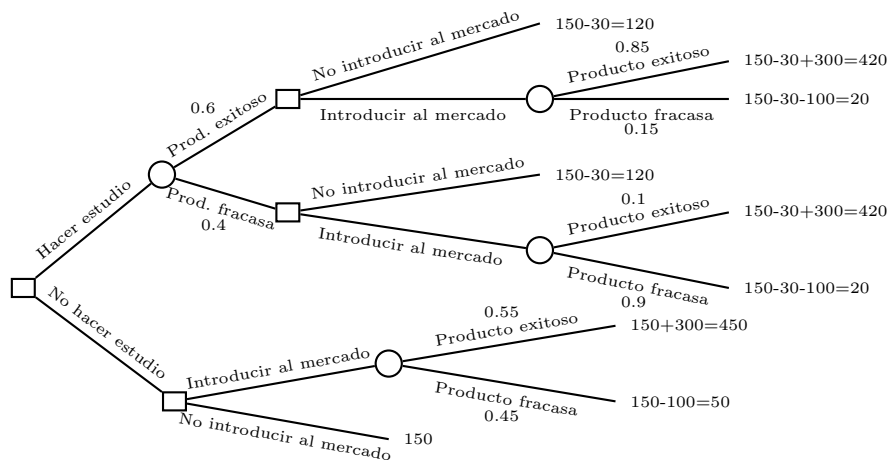 No introducir al mercado
150-30=120
0.85
Producto exitoso
150-30+300=420
0.6
Prod. exitoso
Introducir al mercado
Producto fracasa
150-30-100=20
0.15
No introducir al mercado
150-30=120
0.1
Producto exitoso
150-30+300=420
Hacer estudio
Prod. fracasa
0.4
Introducir al mercado
Producto fracasa
150-30-100=20
0.9
No hacer estudio
0.55
Producto exitoso
150+300=450
Introducir al mercado
Producto fracasa
150-100=50
0.45
No introducir al mercado
150